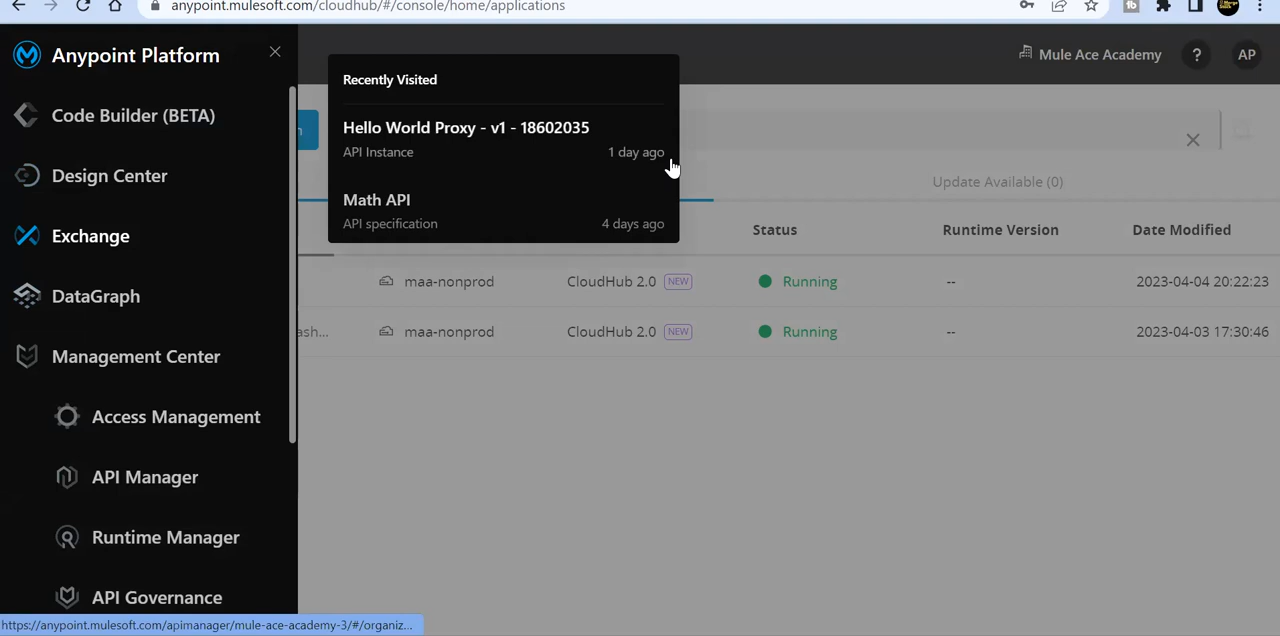 anypoint.mulesoft.com/cloudhub/#/console/home/applications
Anypoint Platform
Code Builder (BETA)
Design Center
Exchange
DataGraph
Management Center
Access Management
API Manager
Runtime Manager
API Governance
Recently Visited
Hello World Proxy - v1 - 18602035
API Instance 1 day ago
Math API
API specification 4 days ago
Mule Ace Academy ? AP
Update Available (0)
Status Runtime Version Date Modified
maa-nonprod CloudHub 2.0 NEW Running -- 2023-04-04 20:22:23
ash... maa-nonprod CloudHub 2.0 NEW Running -- 2023-04-03 17:30:46
https://anypoint.mulesoft.com/apimanager/mule-ace-academy-3/#/organiz...